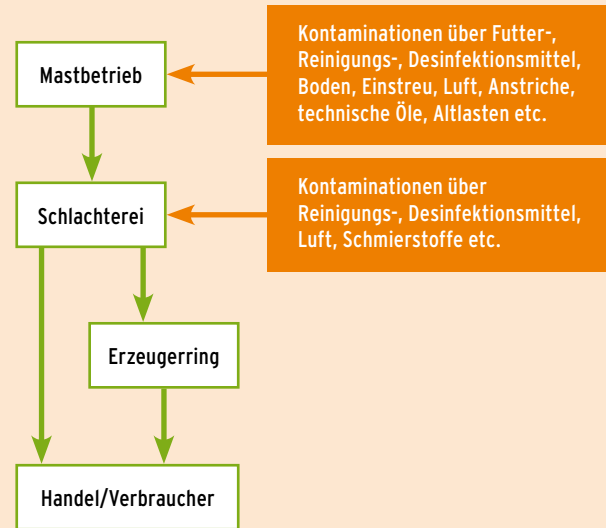 Mastbetrieb
Kontaminationen über Futter-,
Reinigungs-, Desinfektionsmittel,
Boden, Einstreu, Luft, Anstriche,
technische Öle, Altlasten etc.
Schlachterei
Kontaminationen über
Reinigungs-, Desinfektionsmittel,
Luft, Schmierstoffe etc.
Erzeugerring
Handel/Verbraucher